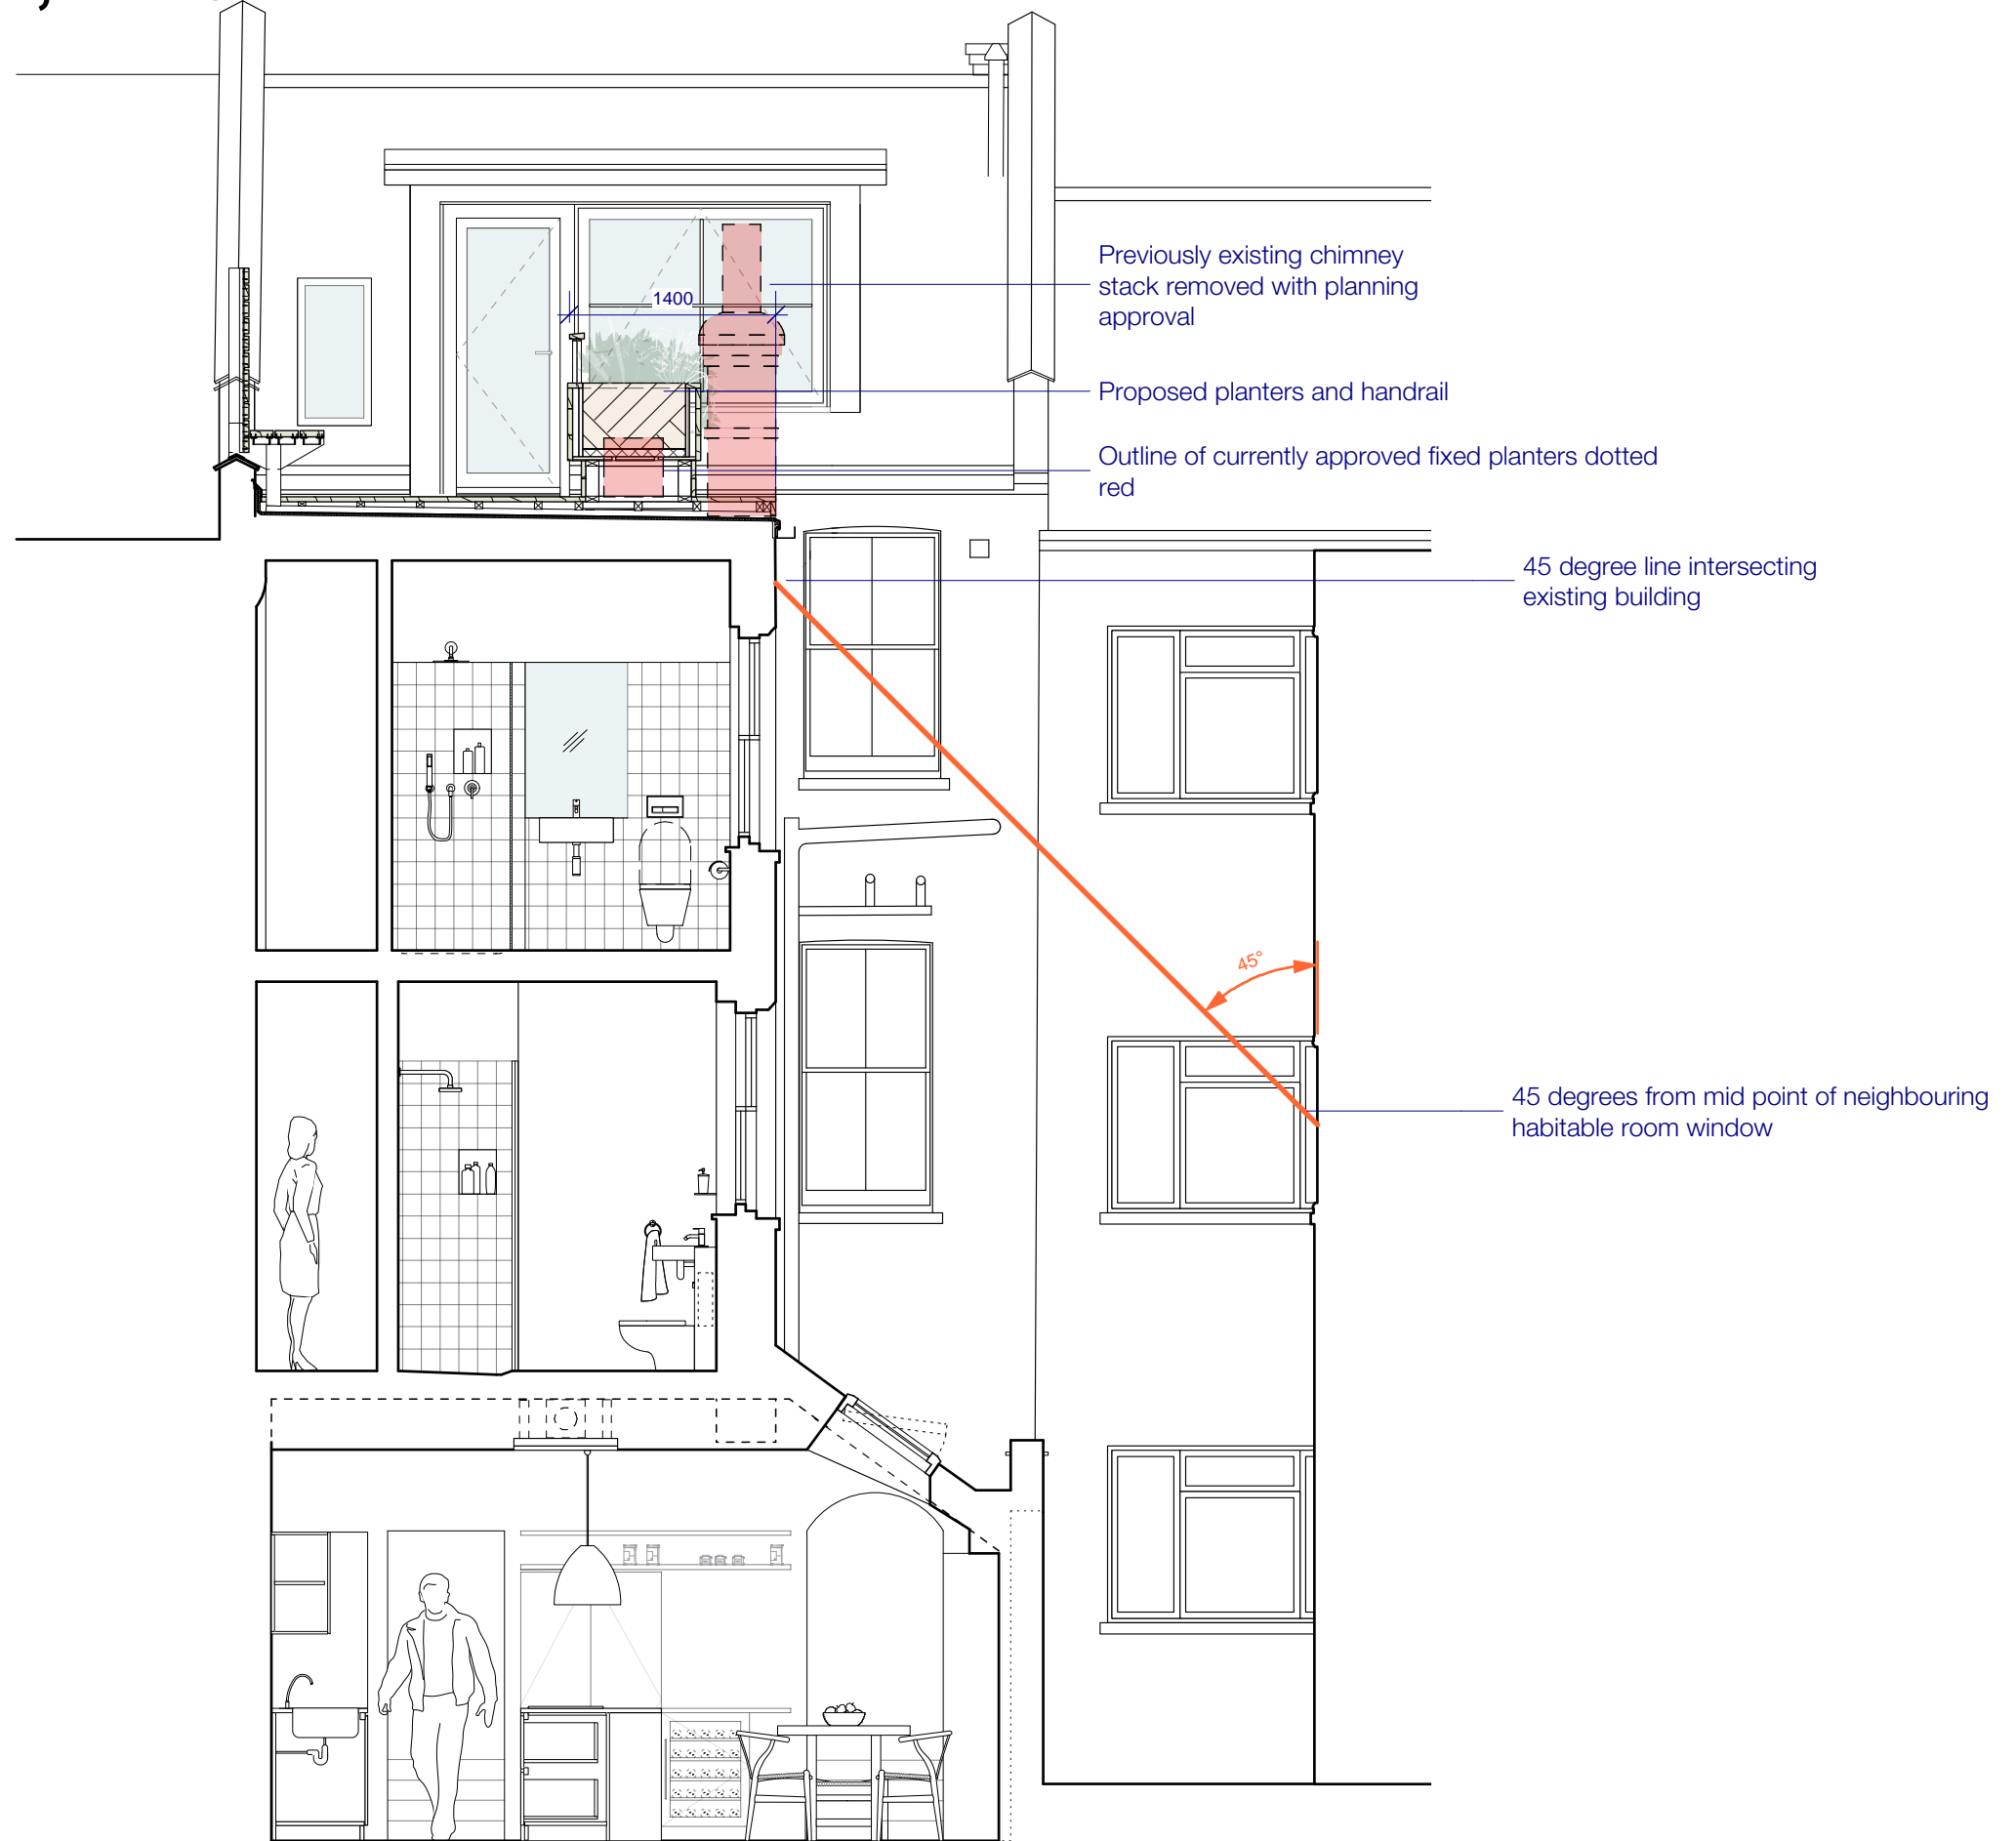 Previously existing chimney
stack removed with planning
approval
1400
Proposed planters and handrail
Outline of currently approved fixed planters dotted
red
45 degree line intersecting
existing building
45°
45 degrees from mid point of neighbouring
habitable room window